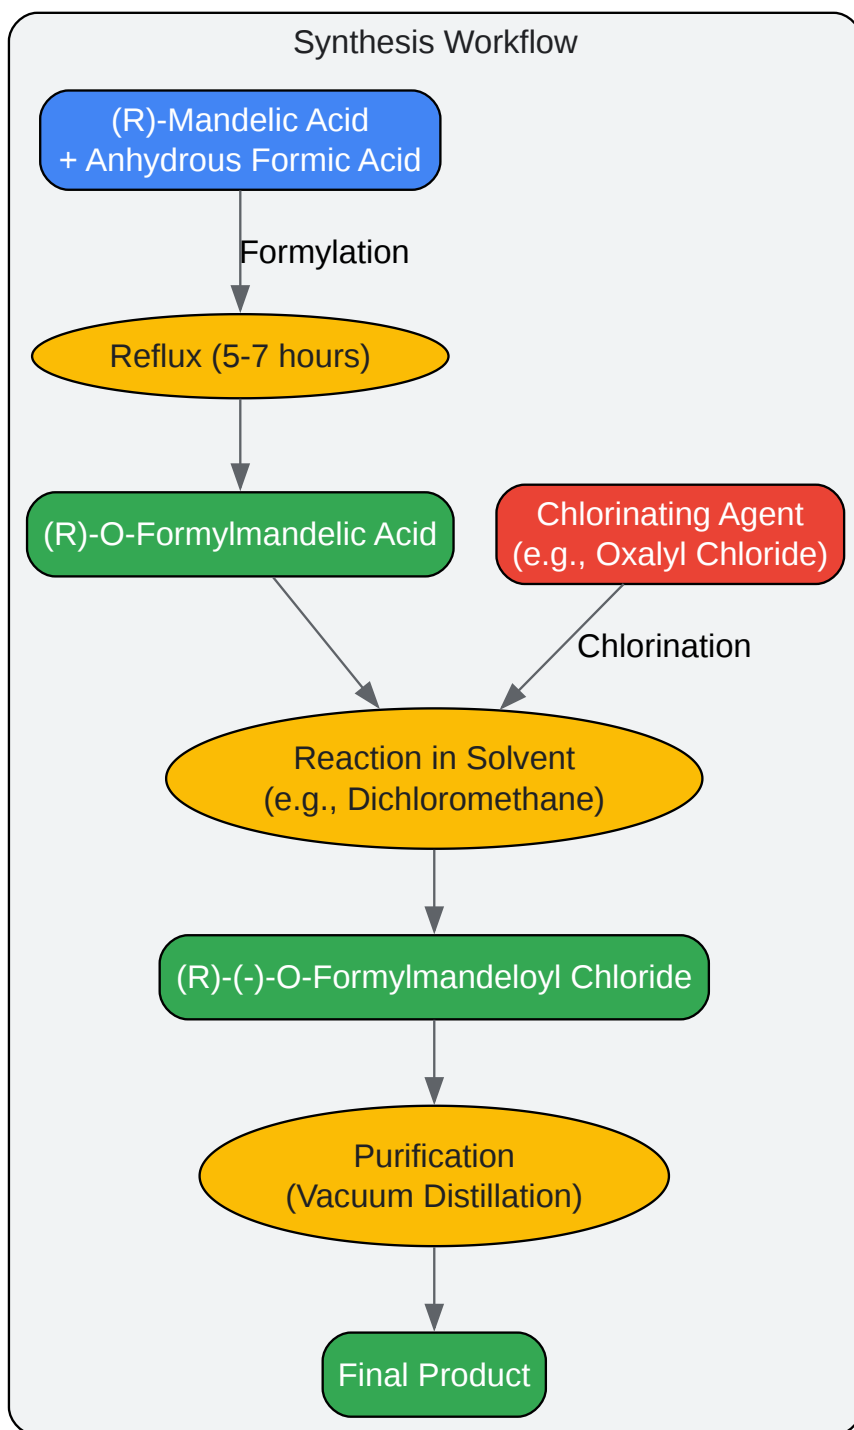 Synthesis Workflow
(R)-Mandelic Acid
+ Anhydrous Formic Acid
Formylation
Reflux (5-7 hours)
(R)-O-Formylmandelic Acid
Chlorinating Agent
(e.g., Oxalyl Chloride)
Chlorination
Reaction in Solvent
(e.g., Dichloromethane)
(R)-(-)-O-Formylmandeloyl Chloride
Purification
(Vacuum Distillation)
Final Product